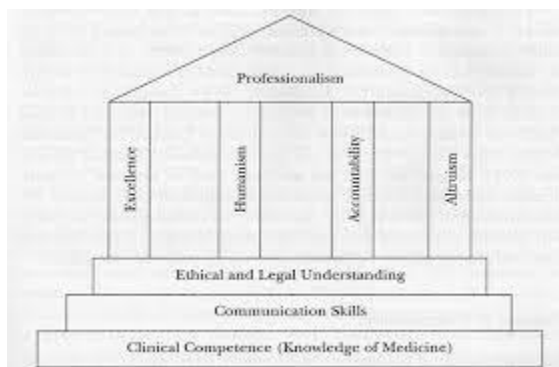 Professionalism
Excellence
Humanism
Accountability
Altruism
Ethical and Legal Understanding
Communication Skills
Clinical Competence (Knowledge of Medicine)